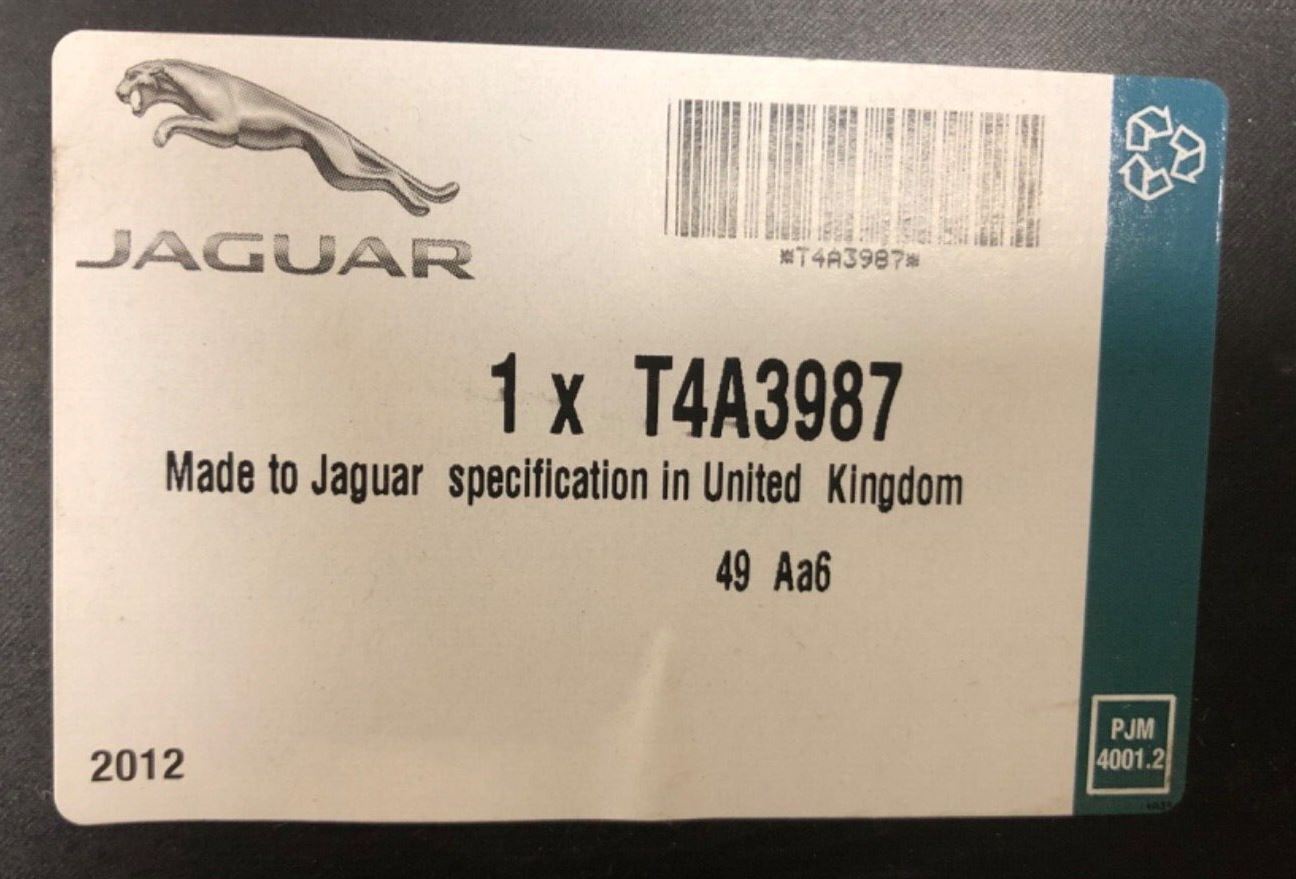 JAGUAR
*T4A3987*
1 x T4A3987
Made to Jaguar specification in United Kingdom
49 Aa6
2012
PJM
4001.2